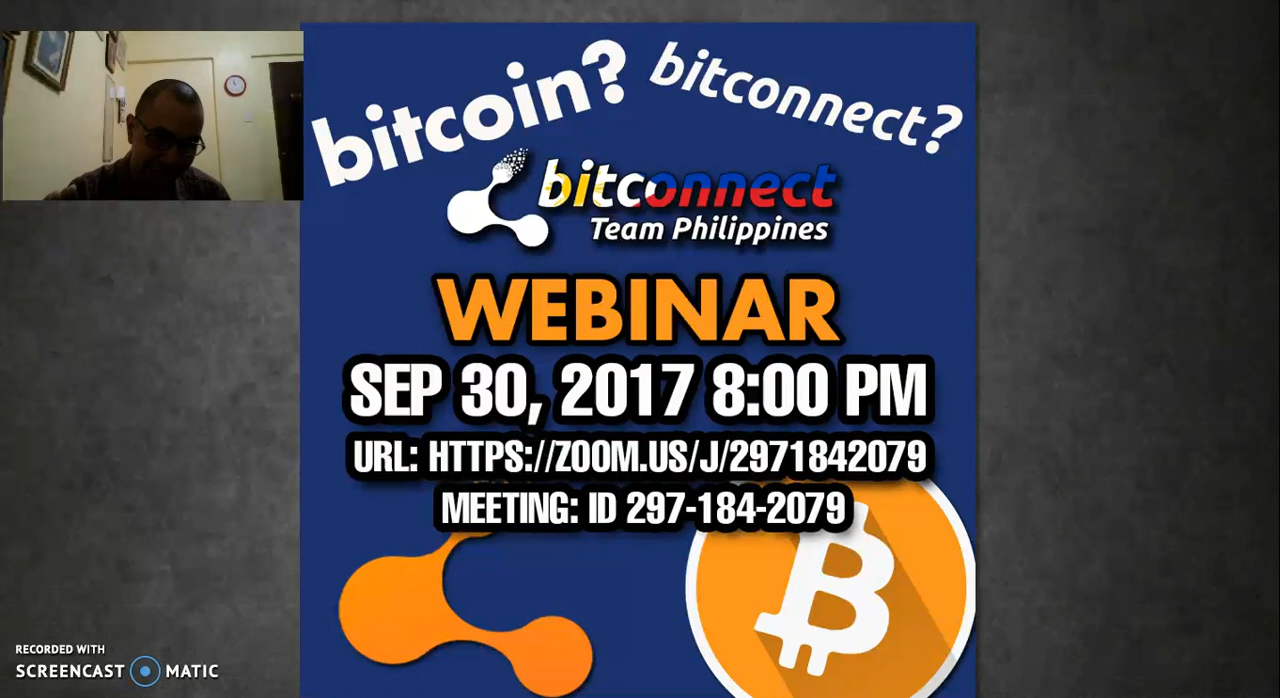 bitcoin?
bitconnect?
bitconnect
Team Philippines
WEBINAR
SEP 30, 2017 8:00 PM
URL: HTTPS://ZOOM.US/J/2971842079
MEETING: ID 297-184-2079
RECORDED WITH
SCREENCAST MATIC